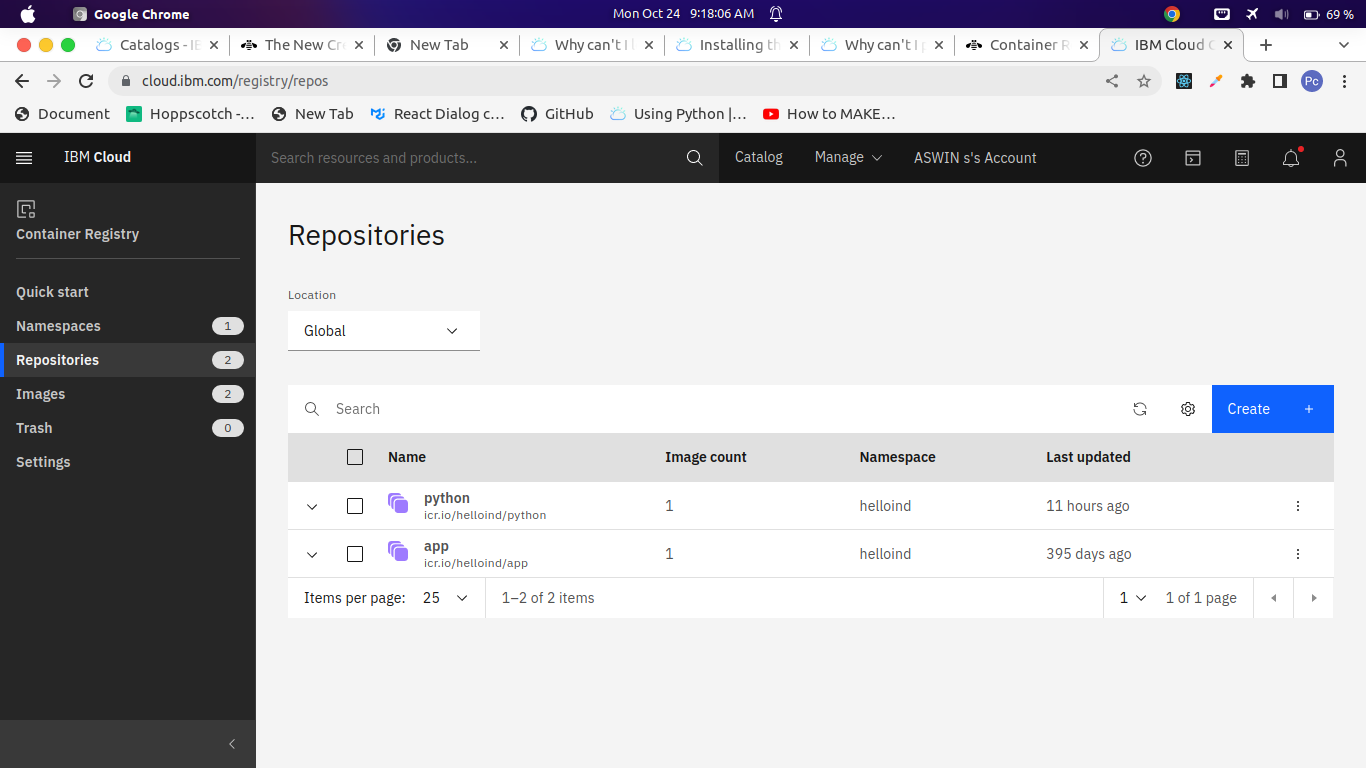 Google Chrome
Mon Oct 24 9:18:06 AM
69 %
Catalogs - IB
The New Cr
New Tab
Why can't I l
Installing th
Why can't I p
Container R
IBM Cloud C
cloud.ibm.com/registry/repos
Pc
Document
Hoppscotch -...
New Tab
React Dialog c...
GitHub
Using Python |...
How to MAKE...
IBM Cloud
Search resources and products...
Catalog
Manage
ASWIN s's Account
Container Registry
Quick start
Namespaces 1
Repositories 2
Images 2
Trash 0
Settings
Repositories
Location
Global
Search
Create +
Name Image count Namespace Last updated
python 1 helloind 11 hours ago
icr.io/helloind/python
app 1 helloind 395 days ago
icr.io/helloind/app
Items per page: 25 1–2 of 2 items 1 1 of 1 page